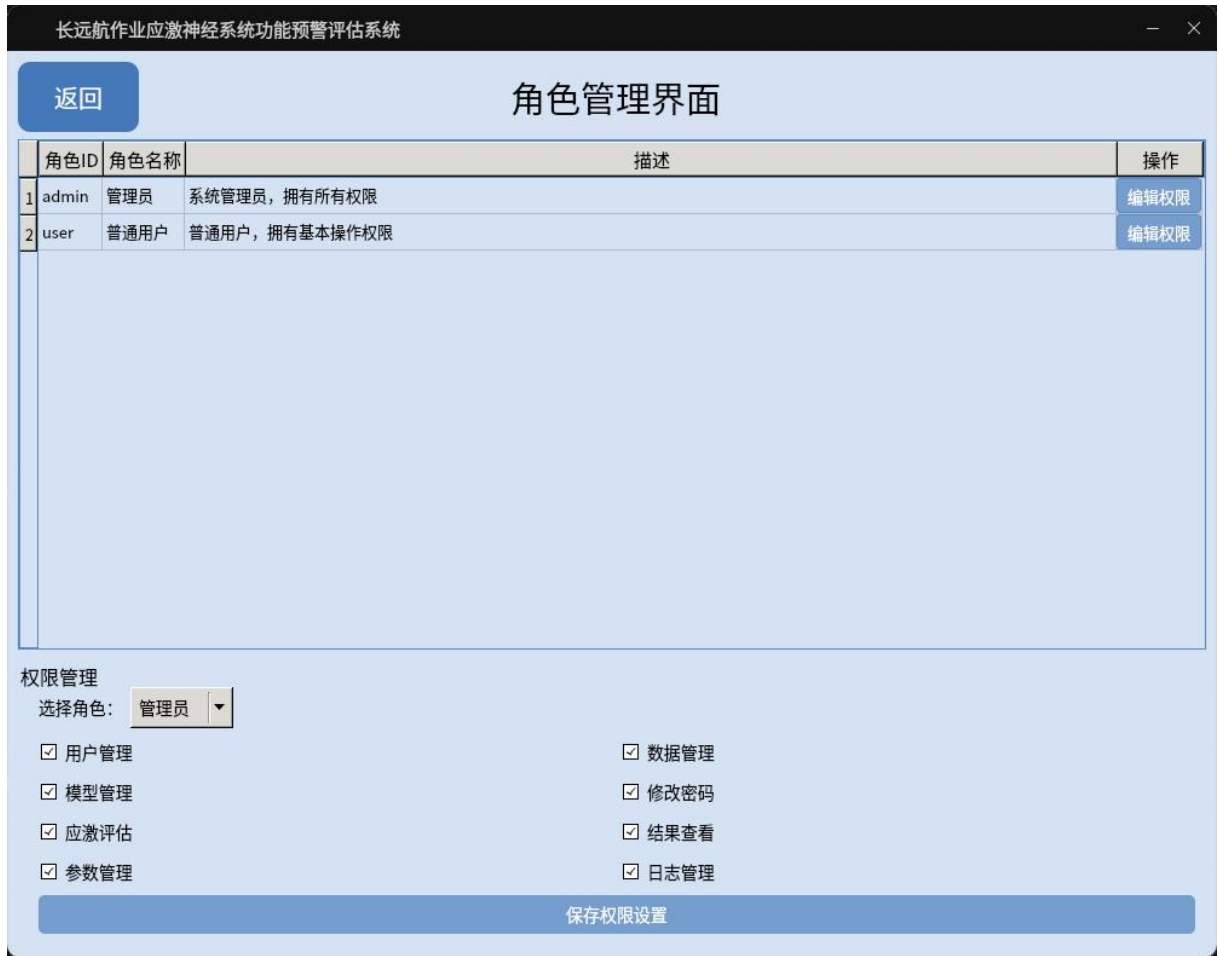 长远航作业应激神经系统功能预警评估系统
返回
角色管理界面
角色ID 角色名称 描述 操作
1 admin 管理员 系统管理员，拥有所有权限 编辑权限
2 user 普通用户 普通用户，拥有基本操作权限 编辑权限
权限管理
选择角色： 管理员
用户管理 数据管理
模型管理 修改密码
应激评估 结果查看
参数管理 日志管理
保存权限设置